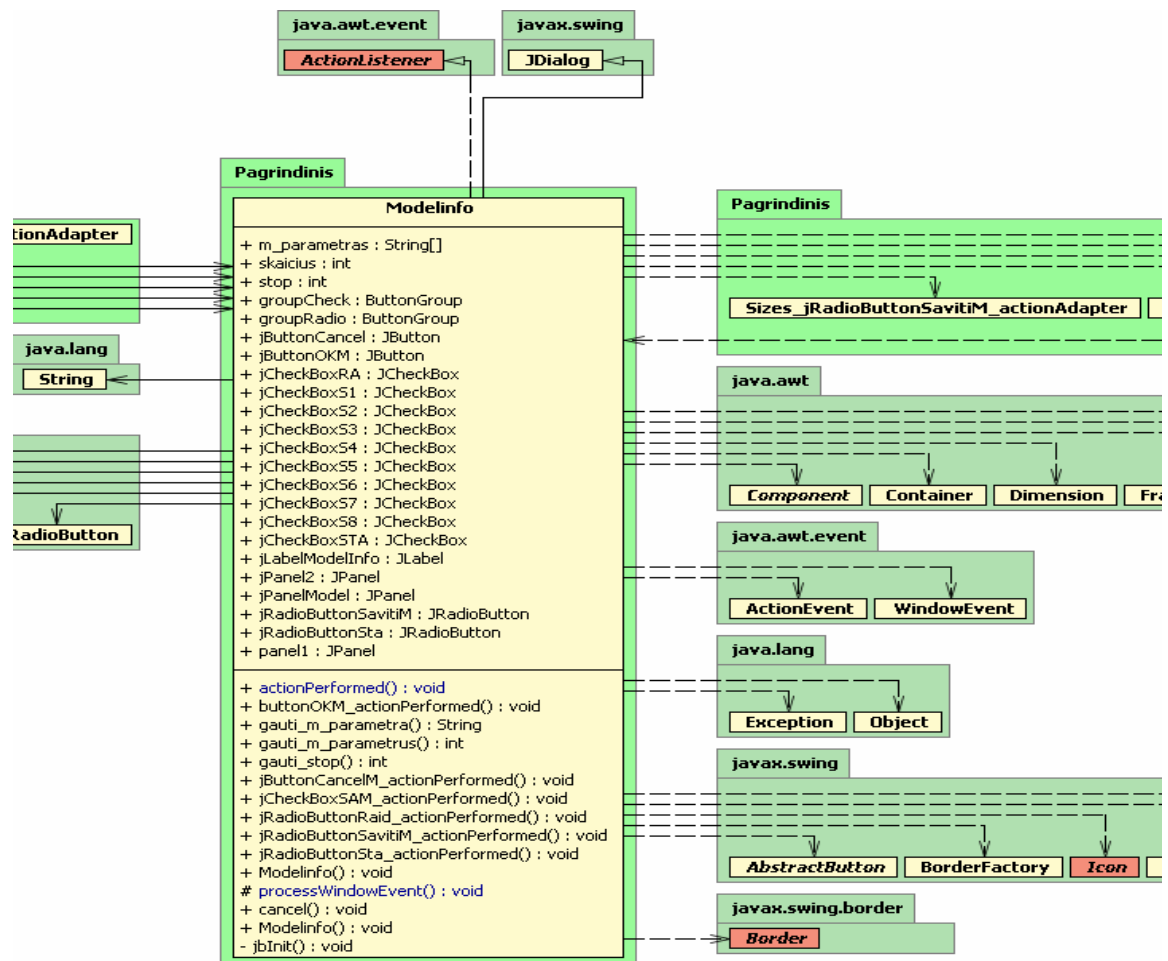 java.awt.event
ActionListener
javax.swing
JDialog
Pagrindinis
Modelinfo
+ m_parametras : String[]
+ skaicius : int
+ stop : int
+ groupCheck : ButtonGroup
+ groupRadio : ButtonGroup
+ jButtonCancel : JButton
+ jButtonOKM : JButton
+ jCheckBoxRA : JCheckBox
+ jCheckBoxS1 : JCheckBox
+ jCheckBoxS2 : JCheckBox
+ jCheckBoxS3 : JCheckBox
+ jCheckBoxS4 : JCheckBox
+ jCheckBoxS5 : JCheckBox
+ jCheckBoxS6 : JCheckBox
+ jCheckBoxS7 : JCheckBox
+ jCheckBoxS8 : JCheckBox
+ jCheckBoxSTA : JCheckBox
+ jLabelModelInfo : JLabel
+ jPanel2 : JPanel
+ jPanelModel : JPanel
+ jRadioButtonSavitiM : JRadioButton
+ jRadioButtonSta : JRadioButton
+ panel1 : JPanel
+ actionPerformed() : void
+ buttonOKM_actionPerformed() : void
+ gauti_m_parametra() : String
+ gauti_m_parametrus() : int
+ gauti_stop() : int
+ jButtonCancelM_actionPerformed() : void
+ jCheckBoxSAM_actionPerformed() : void
+ jRadioButtonRaid_actionPerformed() : void
+ jRadioButtonSavitiM_actionPerformed() : void
+ jRadioButtonSta_actionPerformed() : void
+ Modelinfo() : void
# processWindowEvent() : void
+ cancel() : void
+ Modelinfo() : void
- jbInit() : void
tionAdapter
java.lang
String
RadioButton
Pagrindinis
Sizes_jRadioButtonSavitiM_actionAdapter
java.awt
Component
Container
Dimension
Fra
java.awt.event
ActionEvent
WindowEvent
java.lang
Exception
Object
javax.swing
AbstractButton
BorderFactory
Icon
javax.swing.border
Border